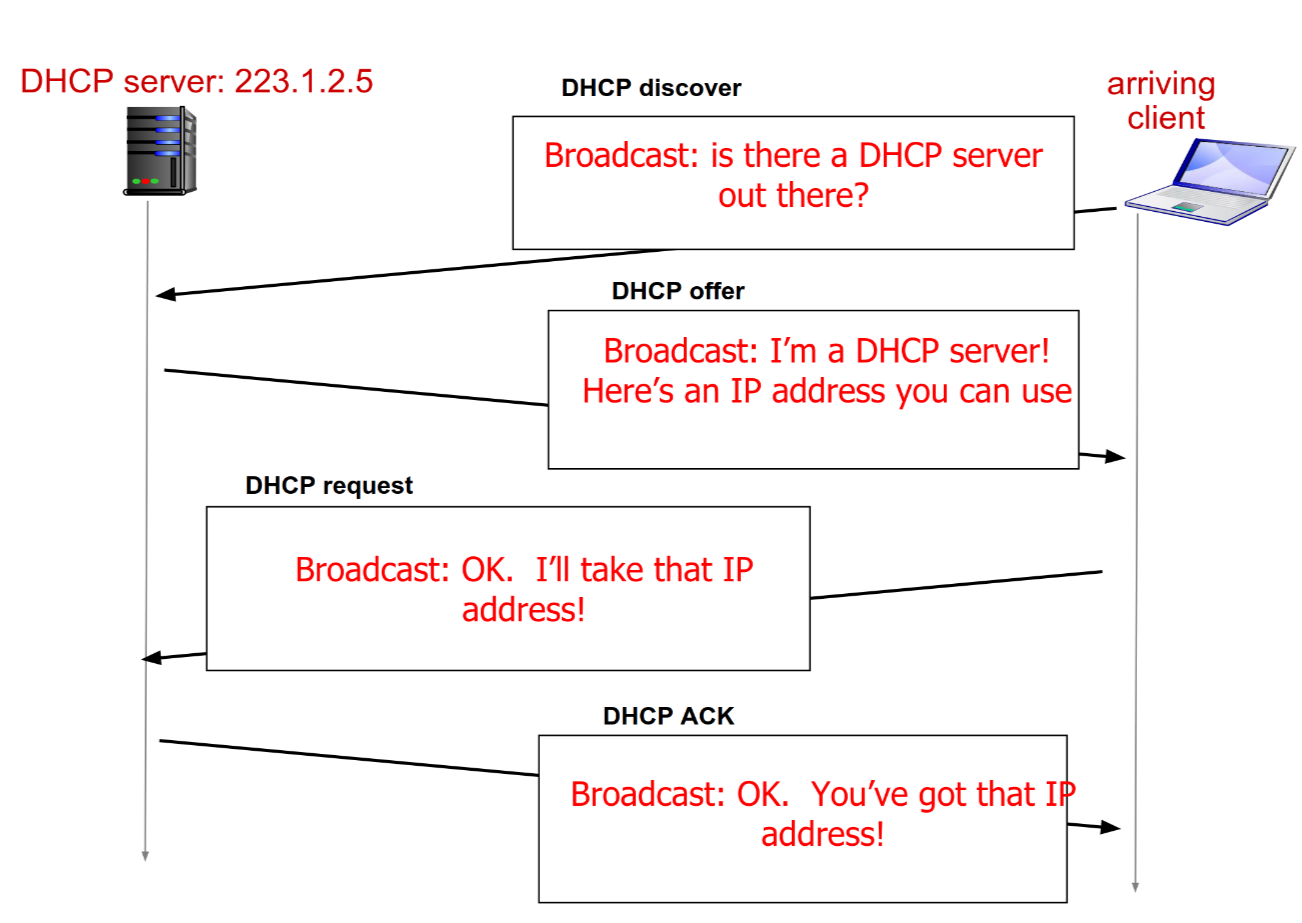 DHCP server: 223.1.2.5
DHCP discover
arriving
client
Broadcast: is there a DHCP server
out there?
DHCP offer
Broadcast: I’m a DHCP server!
Here’s an IP address you can use
DHCP request
Broadcast: OK.  I’ll take that IP
address!
DHCP ACK
Broadcast: OK.  You’ve got that IP
address!